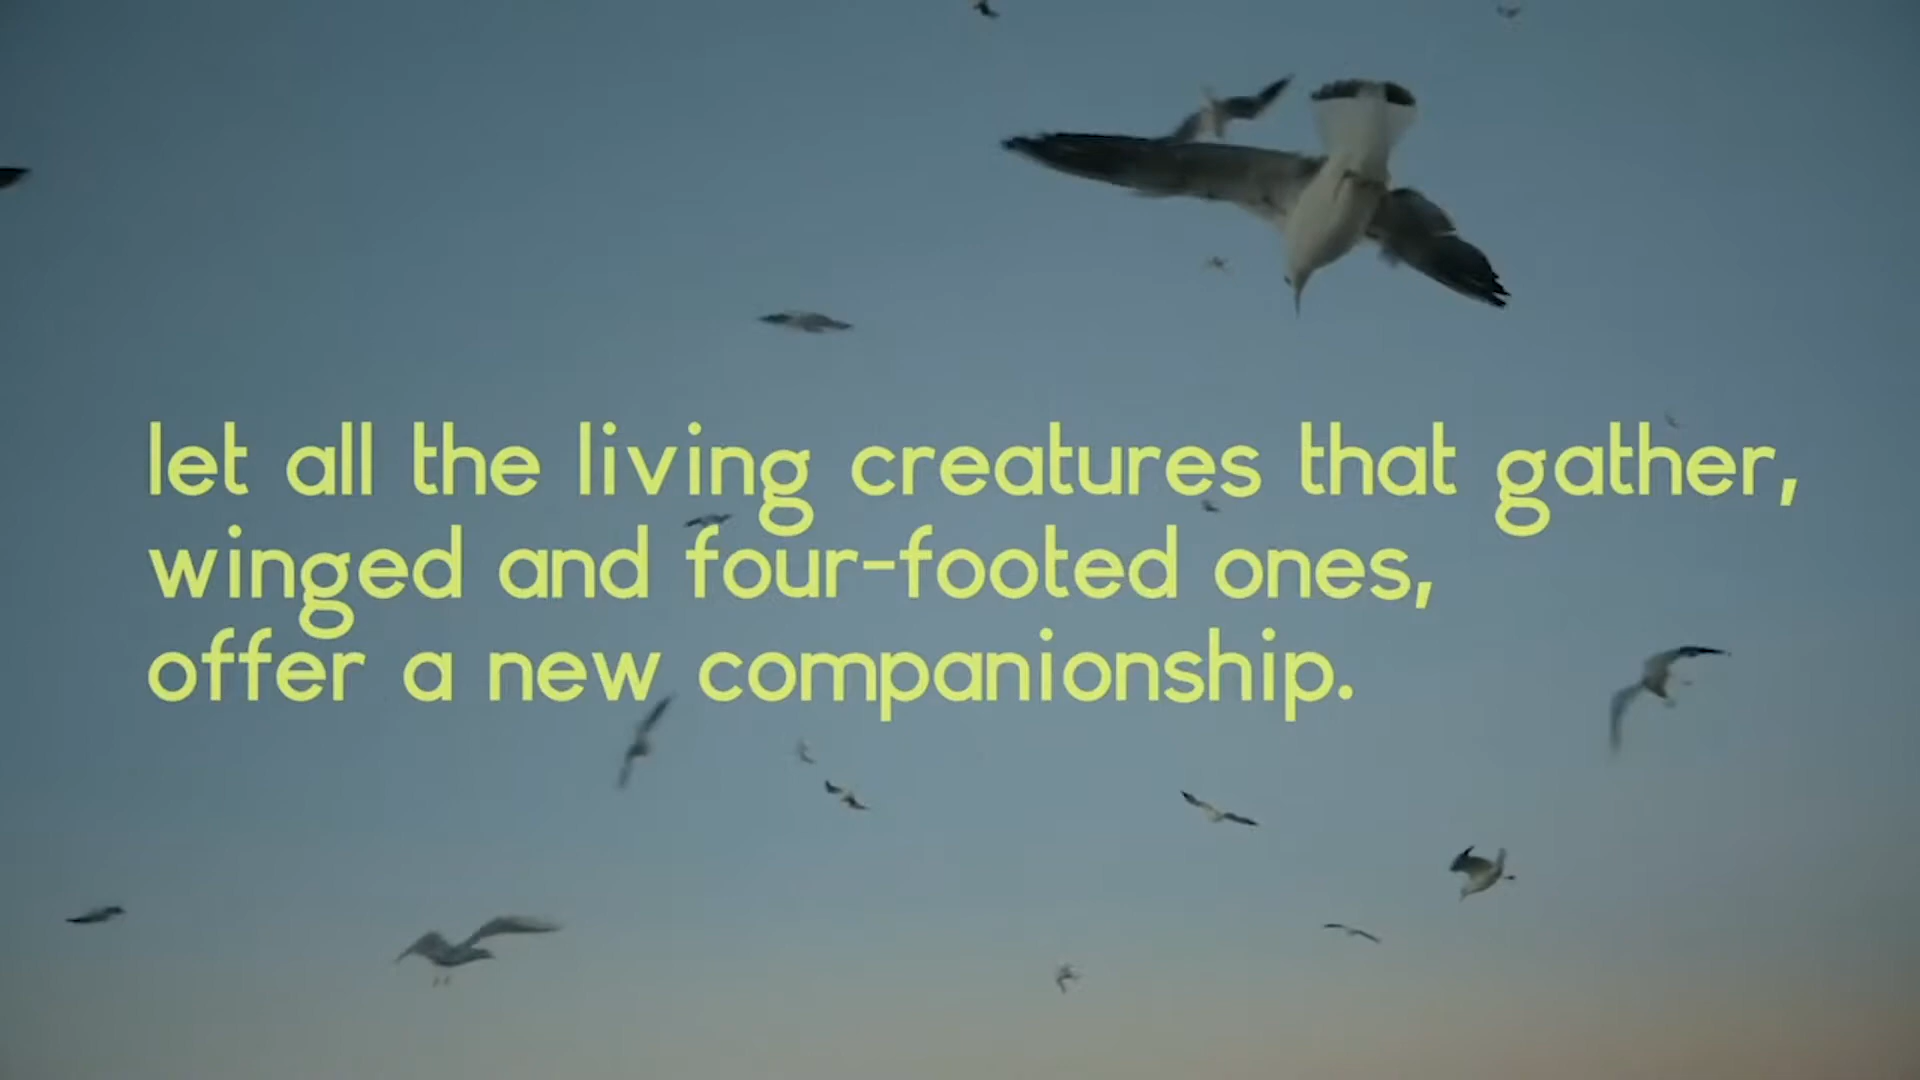 let all the living creatures that gather,
winged and four-footed ones,
offer a new companionship.